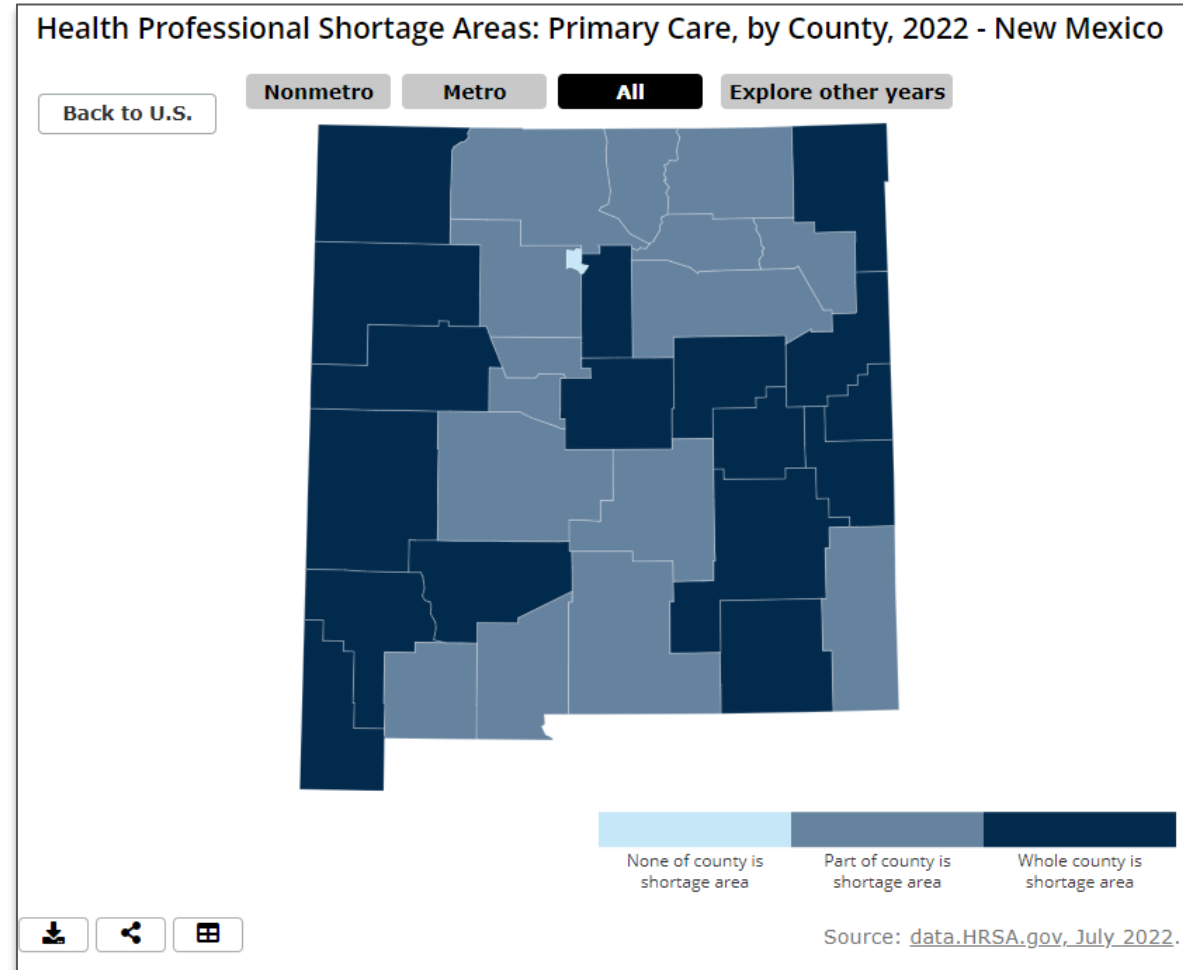 Health Professional Shortage Areas: Primary Care, by County, 2022 - New Mexico
Back to U.S.
Nonmetro
Metro
All
Explore other years
None of county is
shortage area
Part of county is
shortage area
Whole county is
shortage area
Source: data.HRSA.gov, July 2022.